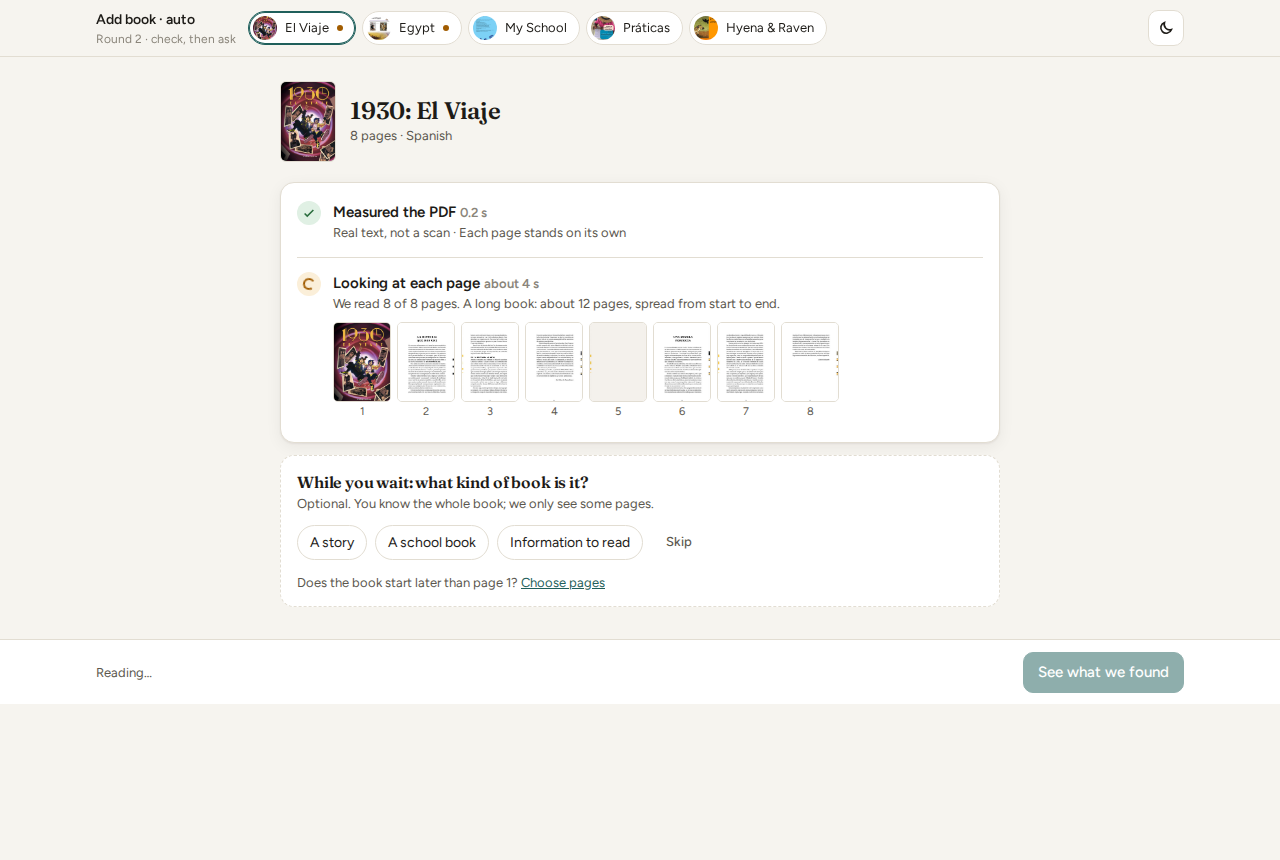 Add book · auto
Round 2 · check, then ask
El Viaje
Egypt
My School
Práticas
Hyena & Raven
1930
1930: El Viaje
8 pages · Spanish
Measured the PDF 0.2 s
Real text, not a scan · Each page stands on its own
Looking at each page about 4 s
We read 8 of 8 pages. A long book: about 12 pages, spread from start to end.
1930
EL VIAJE
1
2
3
4
5
6
7
8
While you wait: what kind of book is it?
Optional. You know the whole book; we only see some pages.
A story
A school book
Information to read
Skip
Does the book start later than page 1? Choose pages
Reading…
See what we found